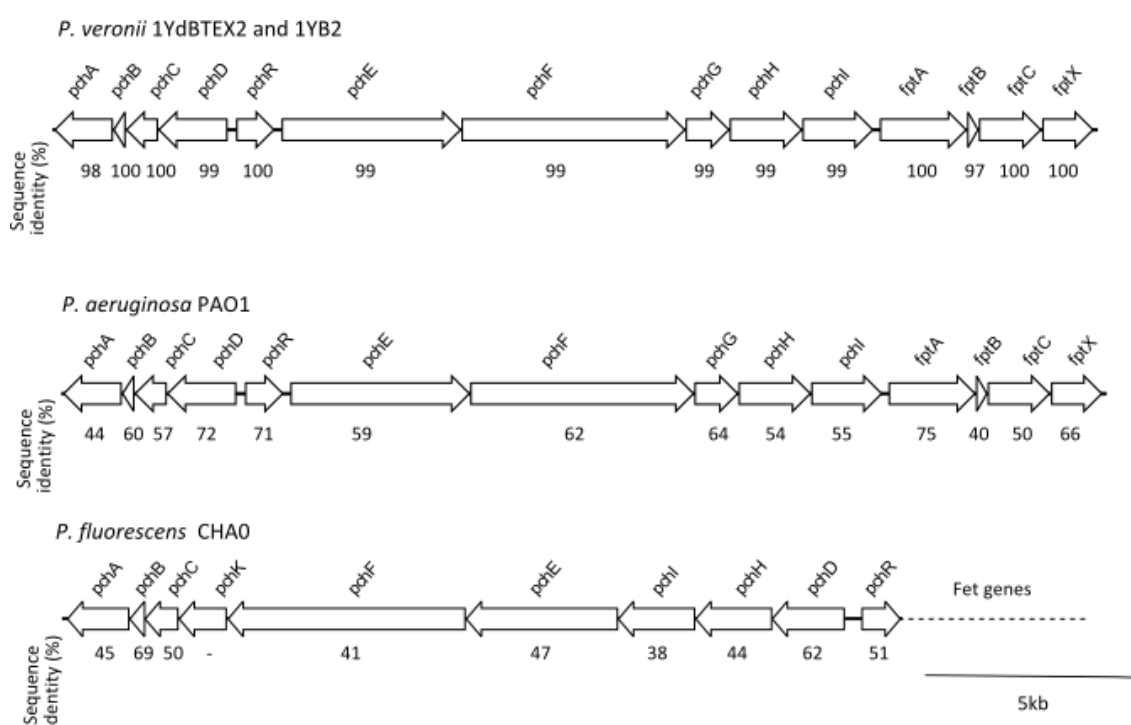 P. veronii 1YdBTEX2 and 1YB2
pchA pchB pchC pchD pchR pchE pchF pchG pchH pchI fptA fptB fptC fptX
Sequence
identity (%)
98 100 100 99 100 99 99 99 99 99 100 97 100 100
P. aeruginosa PAO1
pchA pchB pchC pchD pchR pchE pchF pchG pchH pchI fptA fptB fptC fptX
Sequence
identity (%)
44 60 57 72 71 59 62 64 54 55 75 40 50 66
P. fluorescens CHA0
pchA pchB pchC pchK pchF pchE pchI pchH pchD pchR
Fet genes
Sequence
dentity (%)
45 69 50 - 41 47 38 44 62 51
5kb